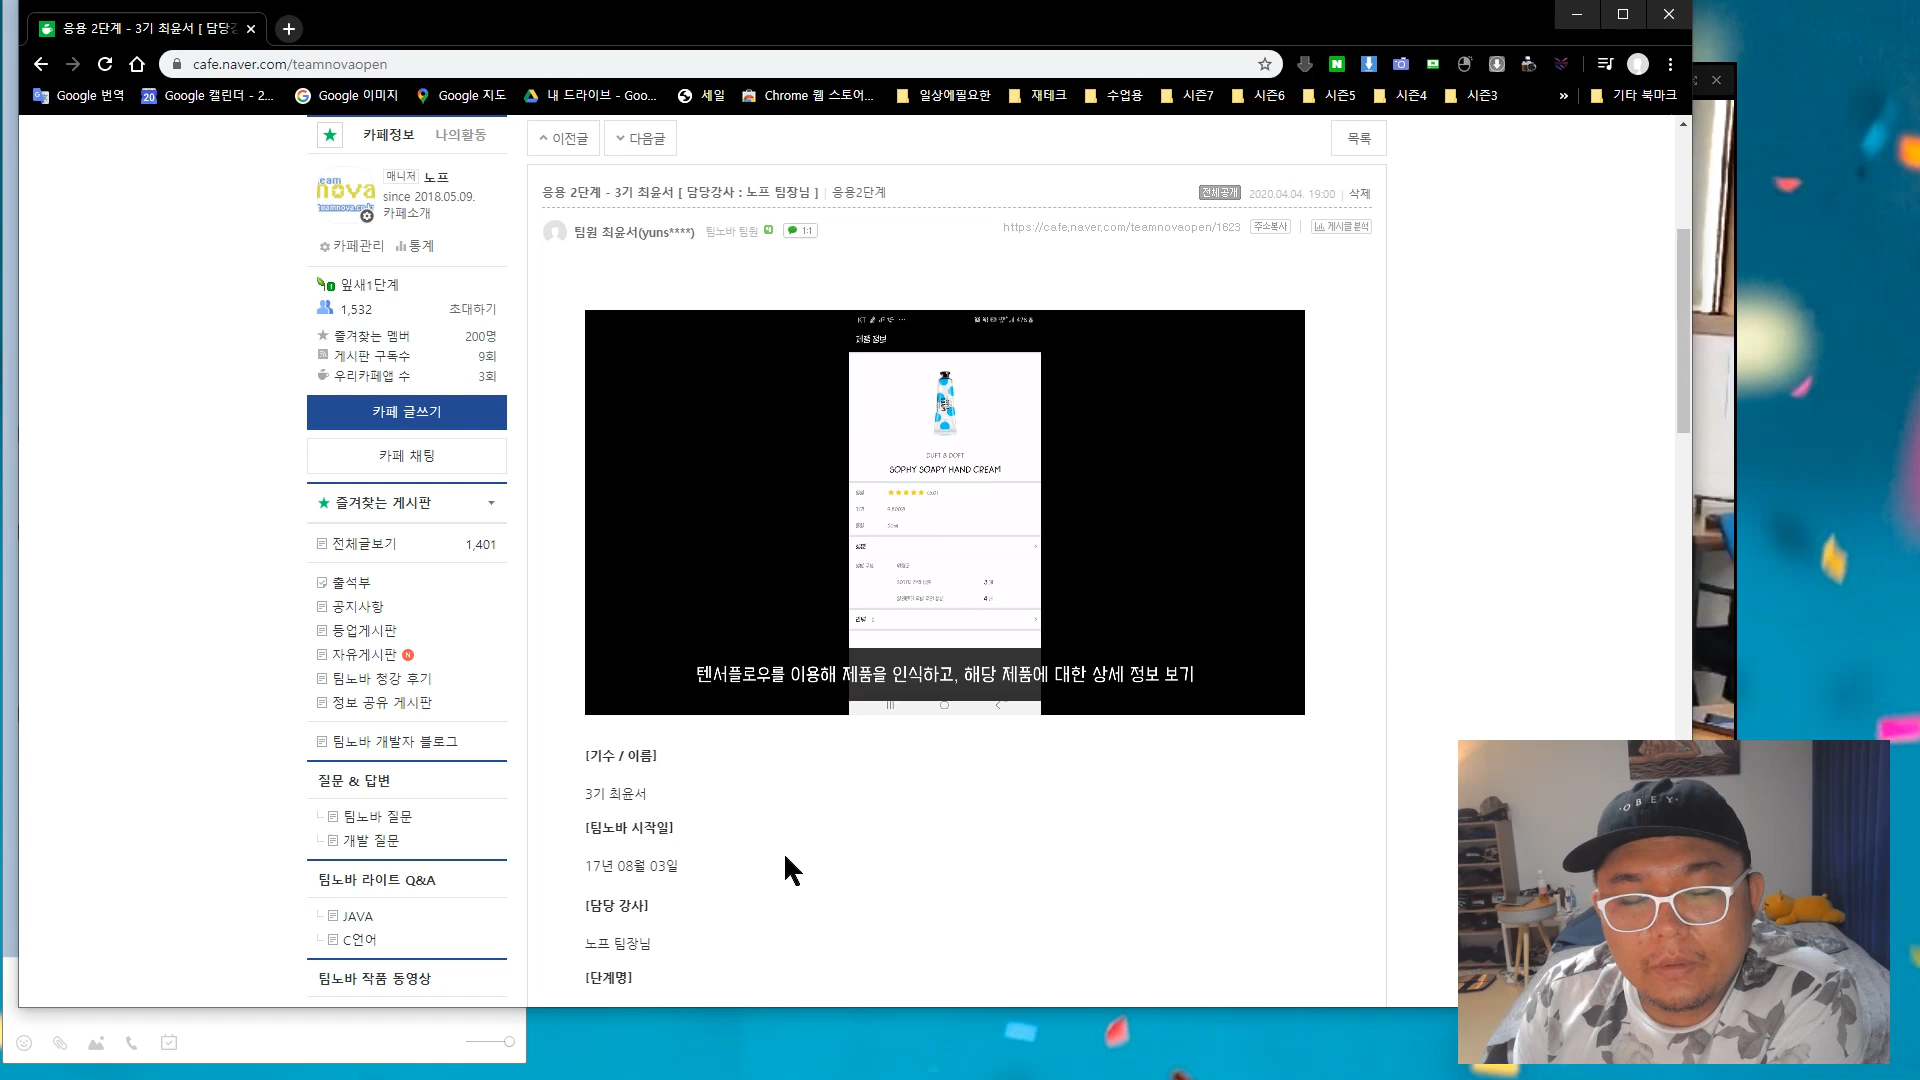 응용 2단계 - 3기 최윤서 [ 담당강
cafe.naver.com/teamnovaopen
Google 번역
Google 캘린더 - 2...
Google 이미지
Google 지도
내 드라이브 - Goo...
세일
Chrome 웹 스토어...
일상에필요한
재테크
수업용
시즌7
시즌6
시즌5
시즌4
시즌3
»
기타 북마크
카페정보
나의활동
매니저 노프
since 2018.05.09.
카페소개
team
nova
카페관리
통계
잎새1단계
1,532
초대하기
즐겨찾는 멤버 200명
게시판 구독수 9회
우리카페앱 수 3회
카페 글쓰기
카페 채팅
즐겨찾는 게시판
전체글보기 1,401
출석부
공지사항
등업게시판
자유게시판 N
팀노바 청강 후기
정보 공유 게시판
팀노바 개발자 블로그
질문 & 답변
팀노바 질문
개발 질문
팀노바 라이트 Q&A
JAVA
C언어
팀노바 작품 동영상
이전글
다음글
목록
응용 2단계 - 3기 최윤서 [ 담당강사 : 노프 팀장님 ] | 응용2단계
전체공개 2020.04.04. 19:00 | 삭제
팀원 최윤서(yuns****) 팀노바 팀원 1:1
https://cafe.naver.com/teamnovaopen/1623 주소복사 | 게시글 분석
제품 정보
DUFT & DOFT
SOPHY SOAPY HAND CREAM
텐서플로우를 이용해 제품을 인식하고, 해당 제품에 대한 상세 정보 보기
[기수 / 이름]
3기 최윤서
[팀노바 시작일]
17년 08월 03일
[담당 강사]
노프 팀장님
[단계명]
OBEY